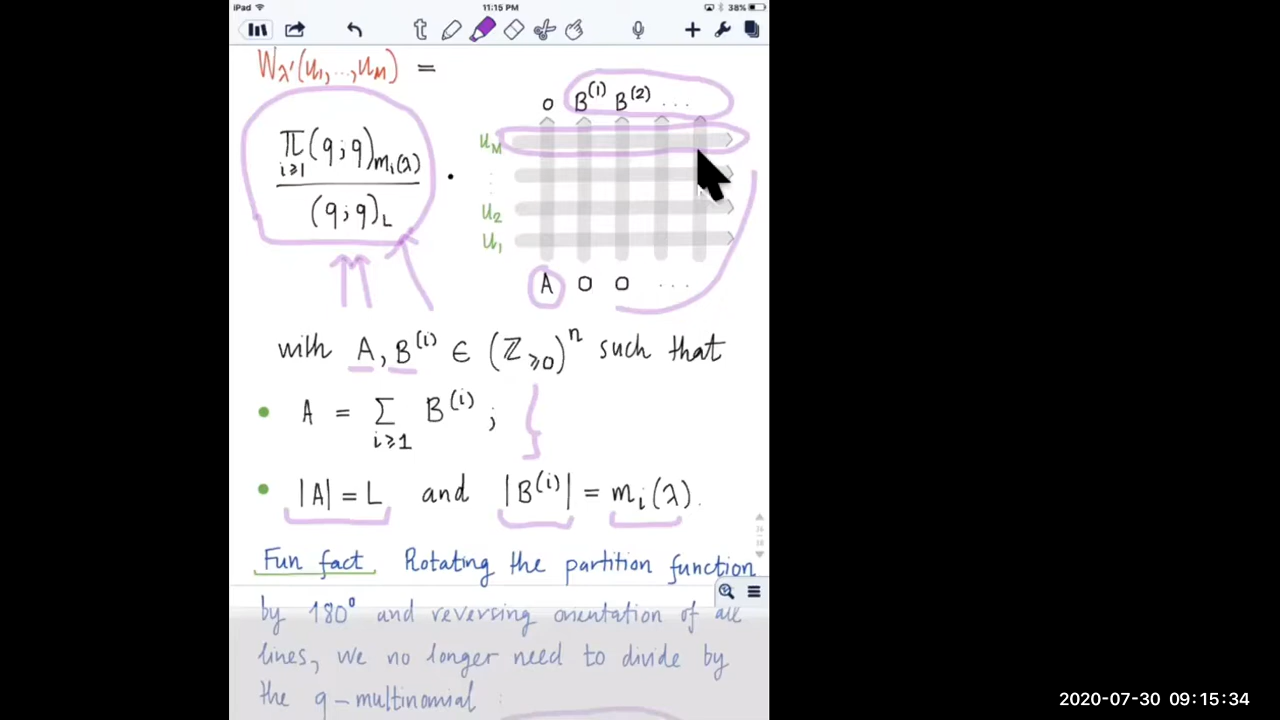 iPad 11:15 PM 38%
W_λ'(u_1, ..., u_M) =
0 B^(1) B^(2) ...
∏_{i≥1} (q;q)_{m_i(λ)} / (q;q)_L ·
u_M
⋮
u_2
u_1
A 0 0 ...
with A, B^(i) ∈ (ℤ_{≥0})^n such that
• A = ∑_{i≥1} B^(i) ;
• |A| = L and |B^(i)| = m_i(λ).
Fun fact Rotating the partition function
by 180° and reversing orientation of all
lines, we no longer need to divide by
the q-multinomial
2020-07-30 09:15:34